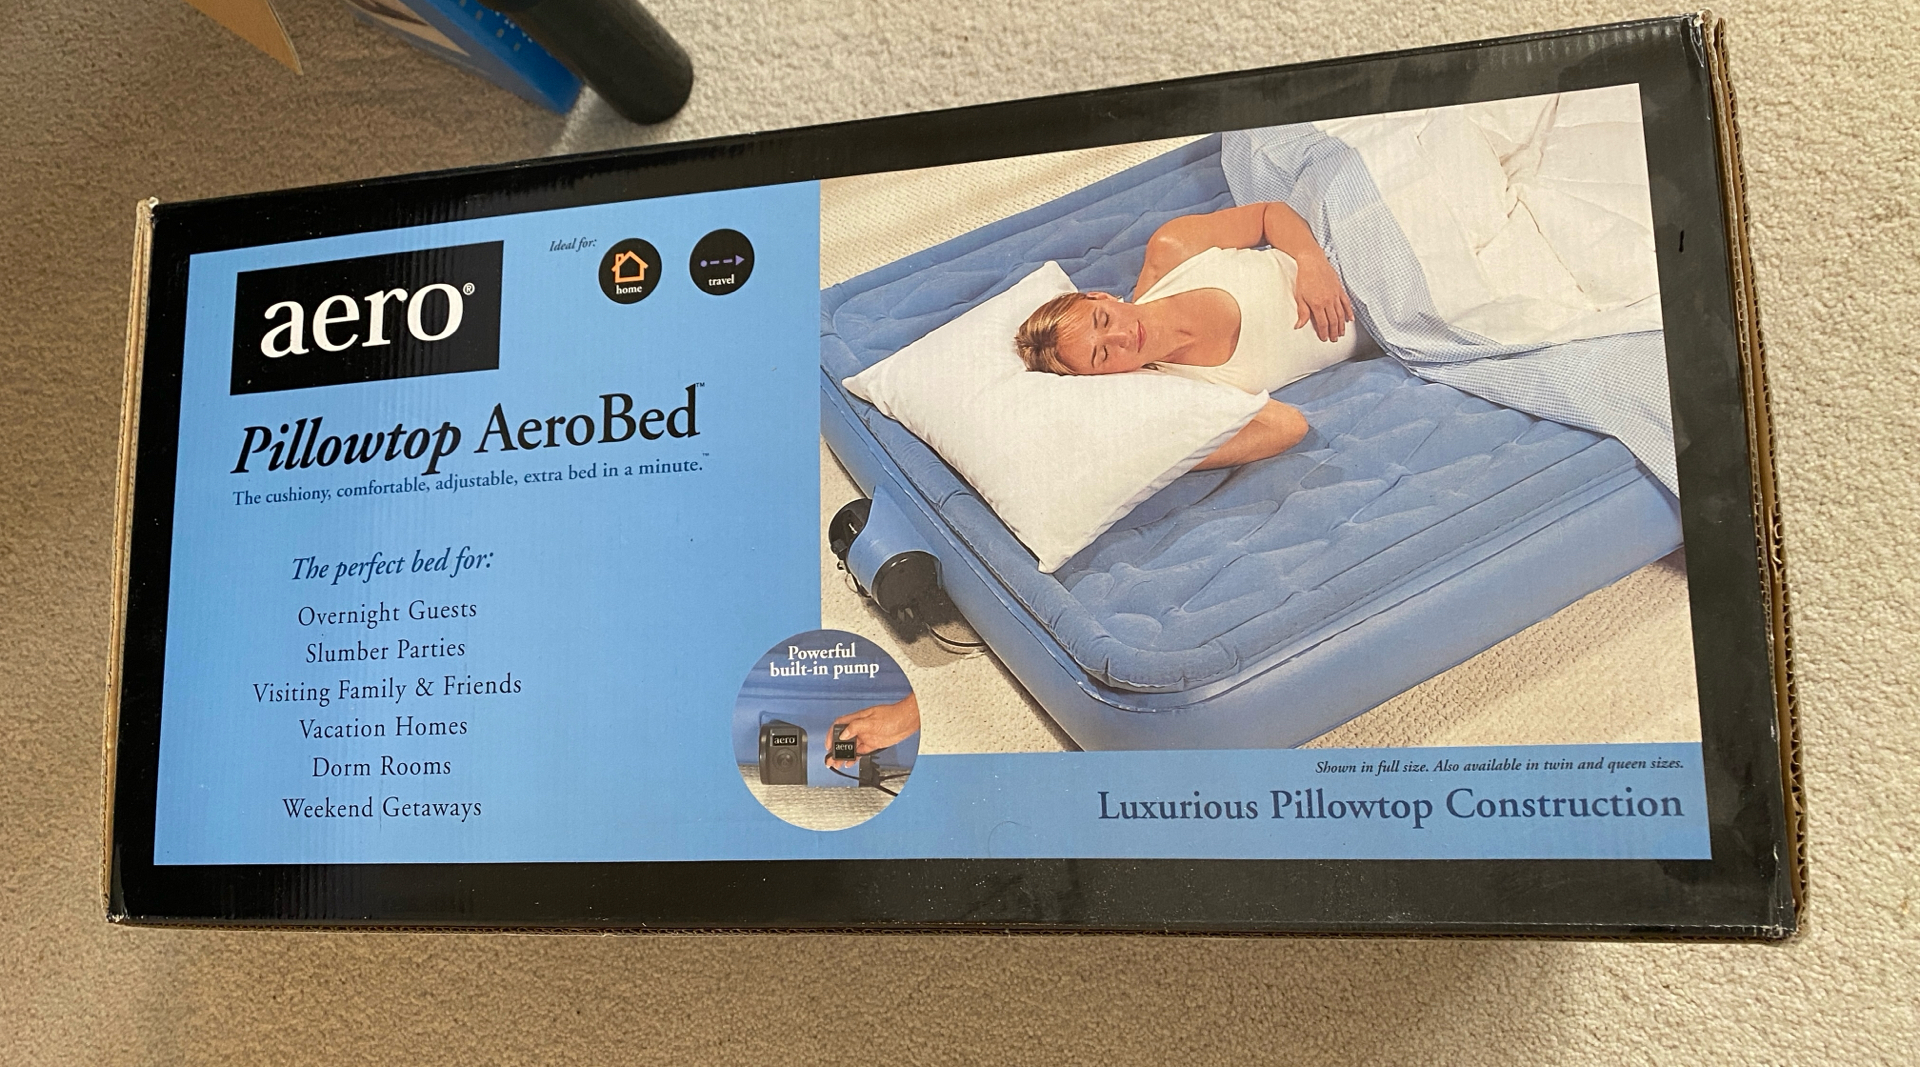 aero®
Ideal for:
home
travel
Pillowtop AeroBed™
The cushiony, comfortable, adjustable, extra bed in a minute.™
The perfect bed for:
Overnight Guests
Slumber Parties
Visiting Family & Friends
Vacation Homes
Dorm Rooms
Weekend Getaways
Powerful
built-in pump
aero
aero
Shown in full size. Also available in twin and queen sizes.
Luxurious Pillowtop Construction